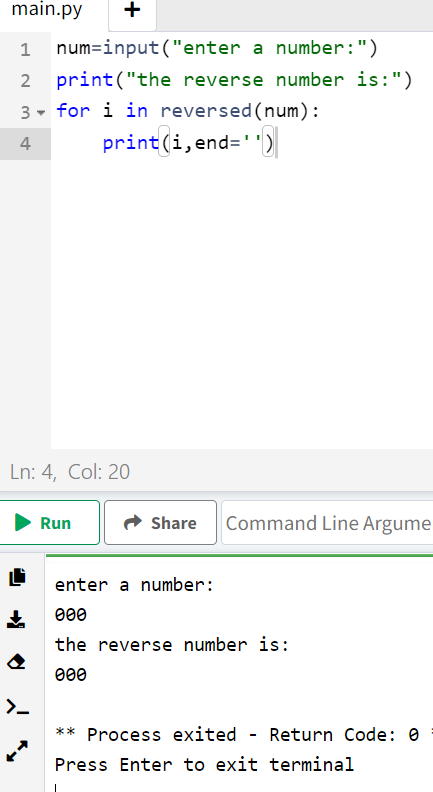 main.py +
1 num=input("enter a number:")
2 print("the reverse number is:")
3 for i in reversed(num):
4 print(i,end='')
Ln: 4, Col: 20
Run Share Command Line Argume
enter a number:
000
the reverse number is:
000
** Process exited - Return Code: 0 *
Press Enter to exit terminal